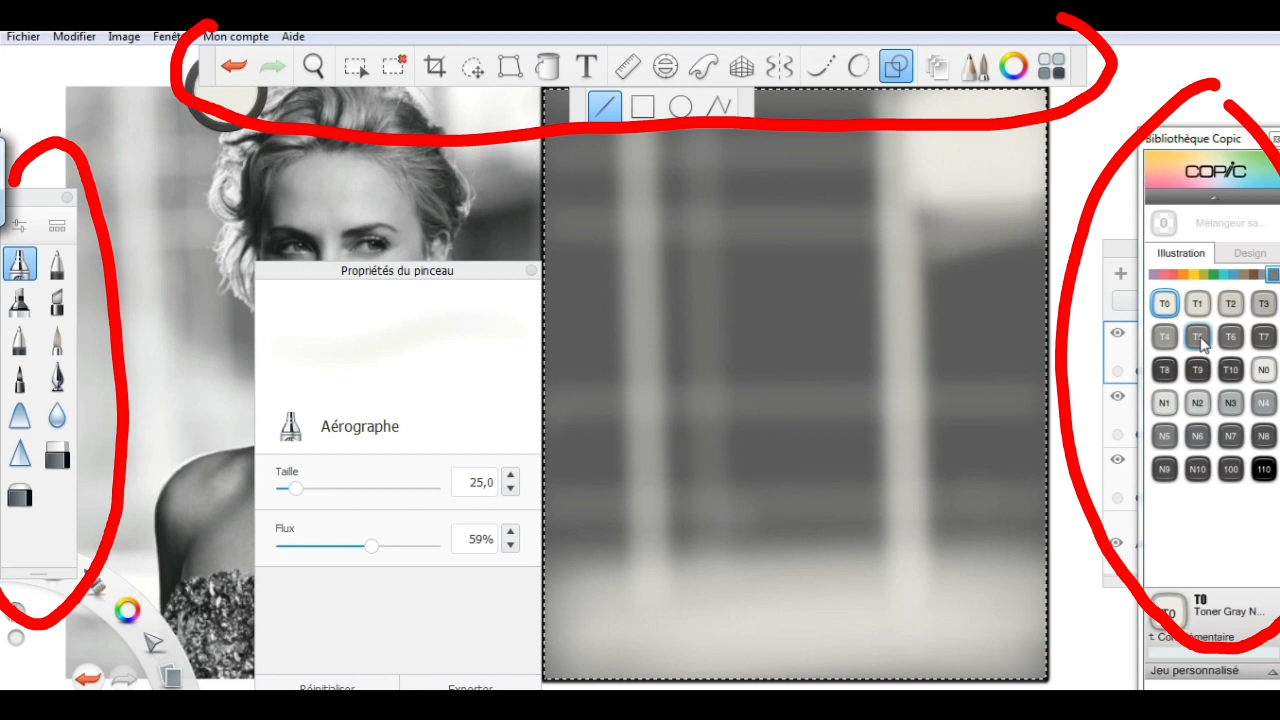 Fichier Modifier Image Fenêt Mon compte Aide
T
Bibliothèque Copic
COPIC
0 Mélangeur sa...
Illustration Design
T0 T1 T2 T3
T4 T5 T6 T7
T8 T9 T10 N0
N1 N2 N3 N4
N5 N6 N7 N8
N9 N10 100 110
T0
T0
Toner Gray N...
Jeu personnalisé
Propriétés du pinceau
Aérographe
Taille
25,0
Flux
59%
Réinitialiser Exporter